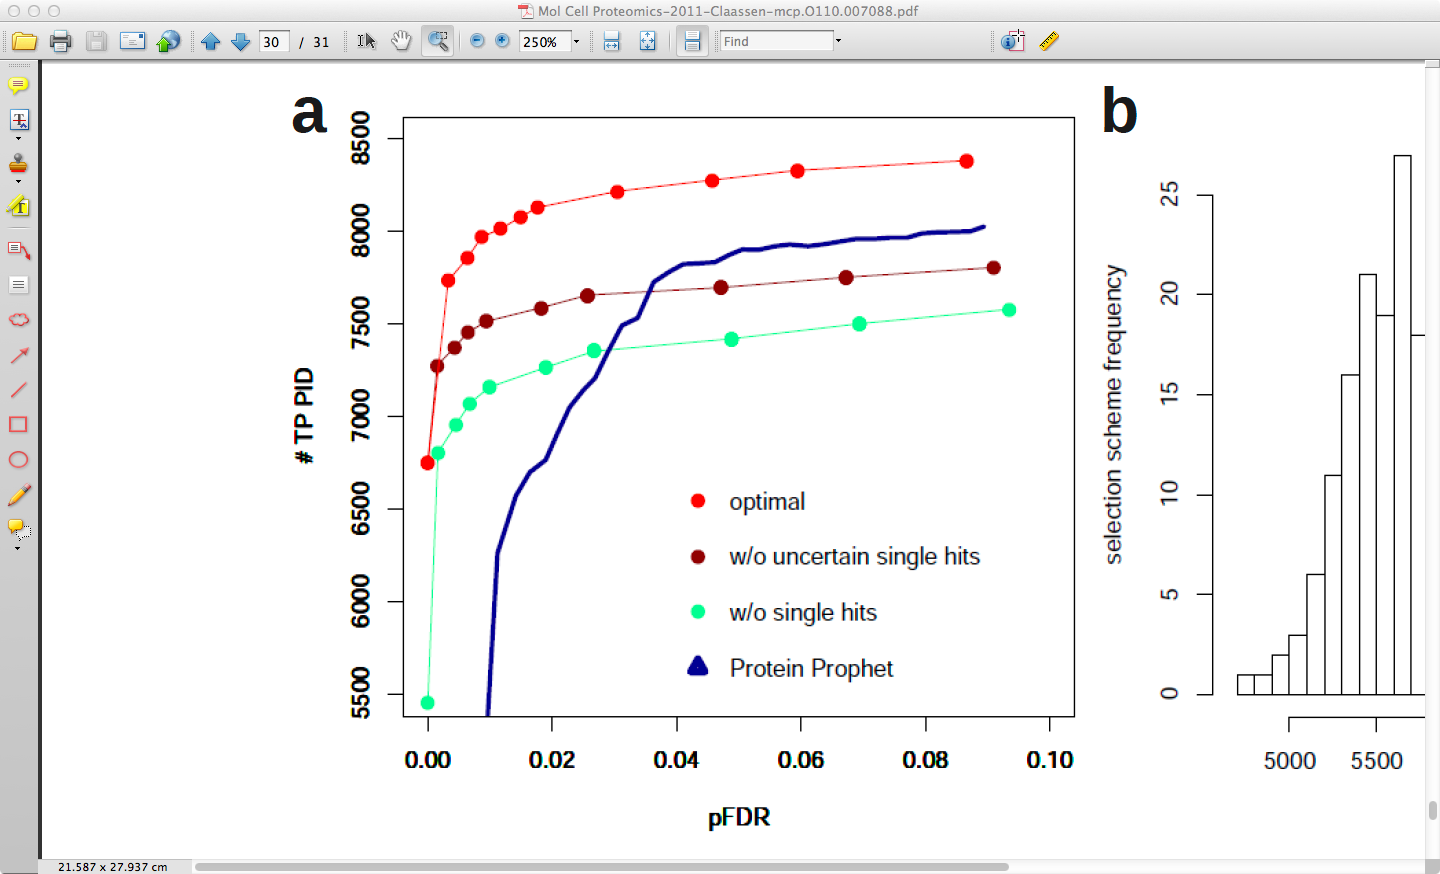 Mol Cell Proteomics-2011-Claassen-mcp.O110.007088.pdf
30 / 31
250%
Find
a
8500
8000
7500
7000
6500
6000
5500
# TP PID
optimal
w/o uncertain single hits
w/o single hits
Protein Prophet
0.00 0.02 0.04 0.06 0.08 0.10
pFDR
b
25
20
15
10
5
0
selection scheme frequency
5000 5500
21.587 x 27.937 cm